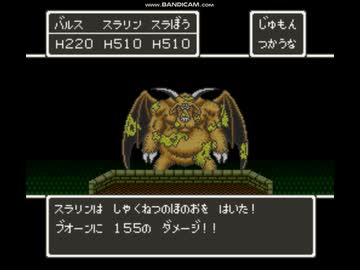 www.BANDICAM.com
バルス スラリン スラぼう
H220 H510 H510
じゅもん
つかうな
スラリンは しゃくねつのほのおを はいた!
ブオーンに 155の ダメージ!!